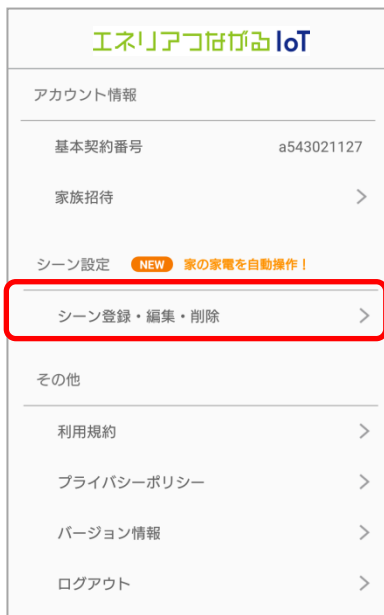 エネリアつながるIoT
アカウント情報
基本契約番号 a543021127
家族招待
シーン設定 NEW 家の家電を自動操作！
シーン登録・編集・削除
その他
利用規約
プライバシーポリシー
バージョン情報
ログアウト